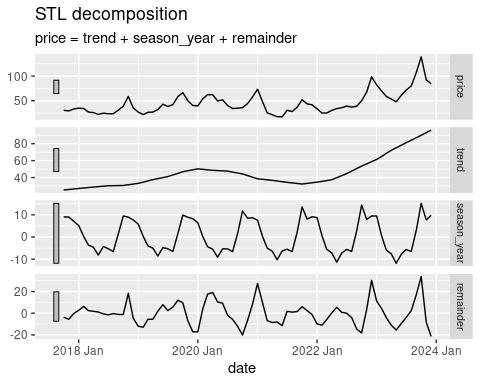 STL decomposition
price = trend + season_year + remainder
100
50
price
80
60
40
trend
10
0
-10
season_year
20
0
-20
remainder
2018 Jan 2020 Jan 2022 Jan 2024 Jan
date